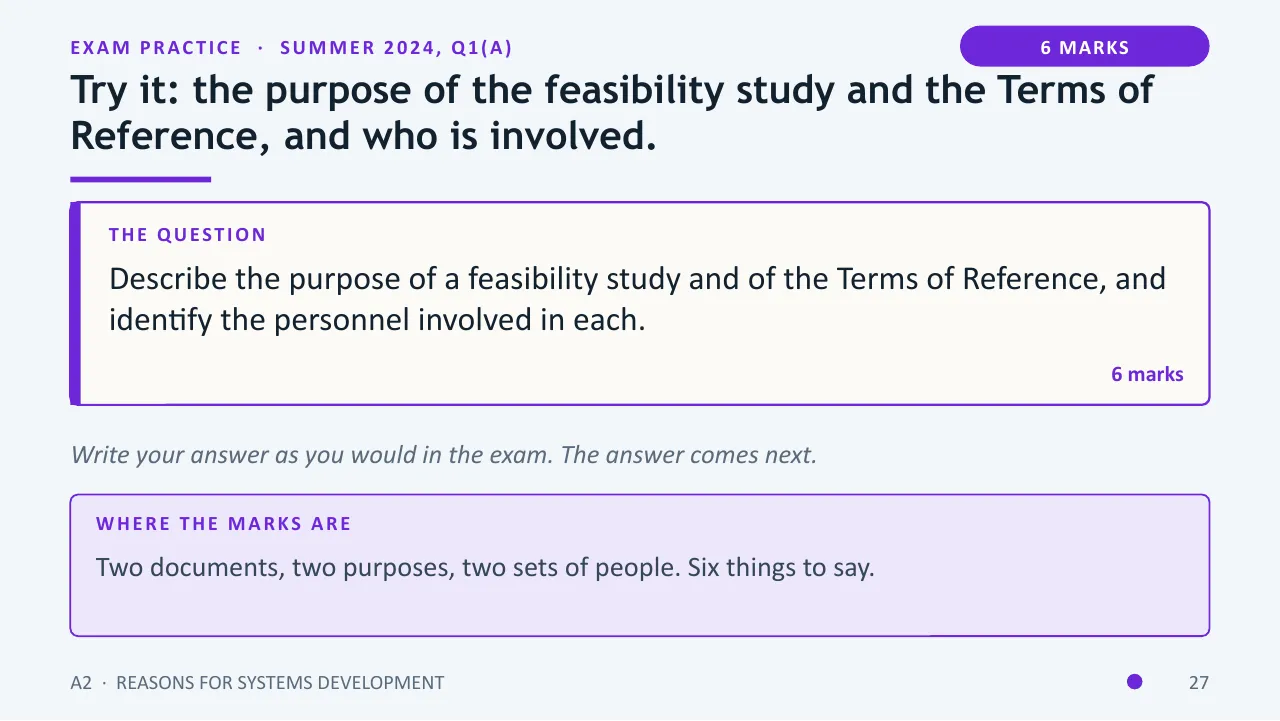 EXAM PRACTICE · SUMMER 2024, Q1(A)
6 MARKS
Try it: the purpose of the feasibility study and the Terms of
Reference, and who is involved.
THE QUESTION
Describe the purpose of a feasibility study and of the Terms of Reference, and
identify the personnel involved in each.
6 marks
Write your answer as you would in the exam. The answer comes next.
WHERE THE MARKS ARE
Two documents, two purposes, two sets of people. Six things to say.
A2 · REASONS FOR SYSTEMS DEVELOPMENT
27